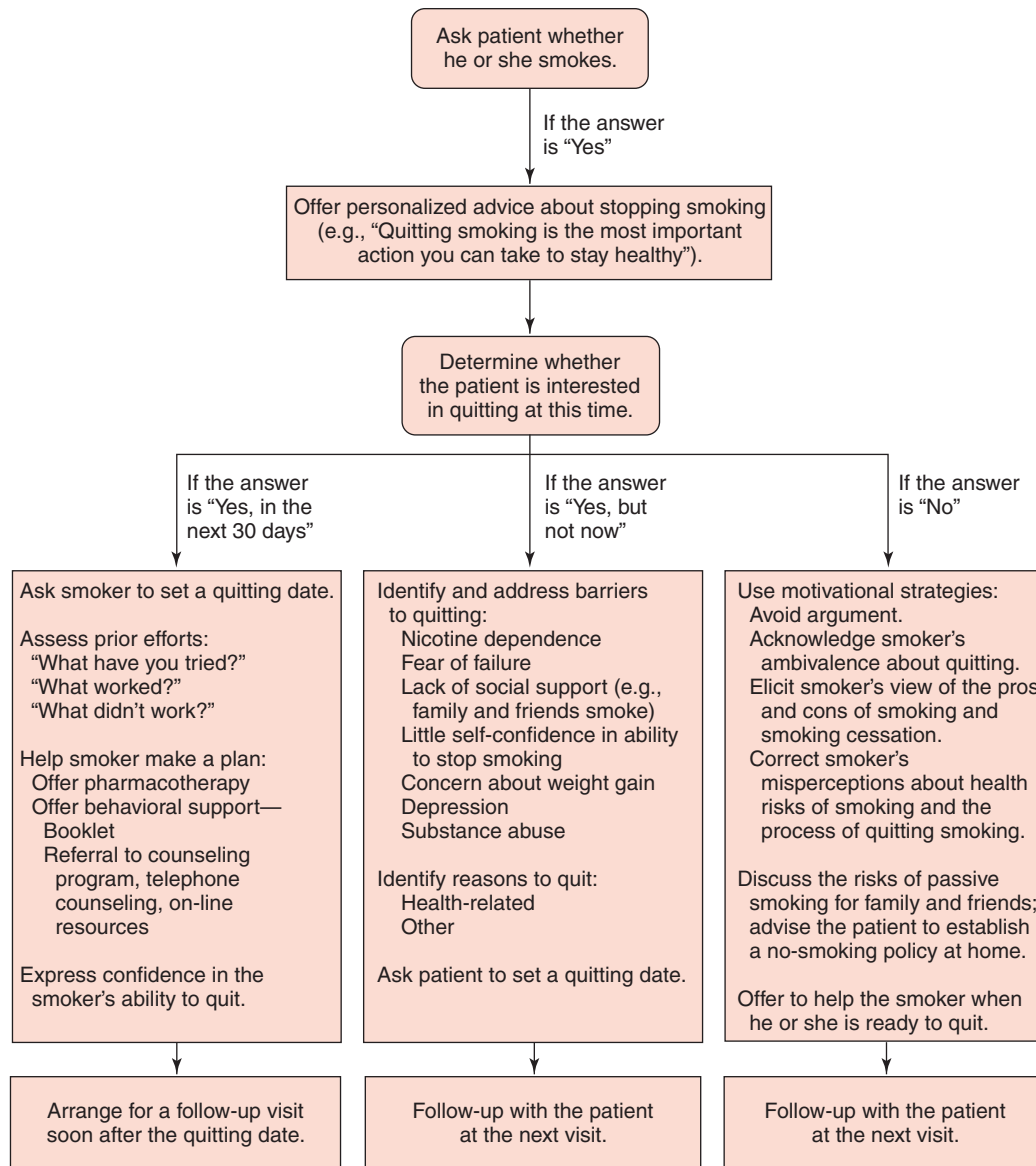 Ask patient whether
he or she smokes.
If the answer
is “Yes”
Offer personalized advice about stopping smoking
(e.g., “Quitting smoking is the most important
action you can take to stay healthy”).
Determine whether
the patient is interested
in quitting at this time.
If the answer
is “Yes, in the
next 30 days”
If the answer
is “Yes, but
not now”
If the answer
is “No”
Ask smoker to set a quitting date.
Assess prior efforts:
“What have you tried?”
“What worked?”
“What didn’t work?”
Help smoker make a plan:
Offer pharmacotherapy
Offer behavioral support—
Booklet
Referral to counseling
program, telephone
counseling, on-line
resources
Express confidence in the
smoker’s ability to quit.
Identify and address barriers
to quitting:
Nicotine dependence
Fear of failure
Lack of social support (e.g.,
family and friends smoke)
Little self-confidence in ability
to stop smoking
Concern about weight gain
Depression
Substance abuse
Identify reasons to quit:
Health-related
Other
Ask patient to set a quitting date.
Use motivational strategies:
Avoid argument.
Acknowledge smoker’s
ambivalence about quitting.
Elicit smoker’s view of the pros
and cons of smoking and
smoking cessation.
Correct smoker’s
misperceptions about health
risks of smoking and the
process of quitting smoking.
Discuss the risks of passive
smoking for family and friends;
advise the patient to establish
a no-smoking policy at home.
Offer to help the smoker when
he or she is ready to quit.
Arrange for a follow-up visit
soon after the quitting date.
Follow-up with the patient
at the next visit.
Follow-up with the patient
at the next visit.